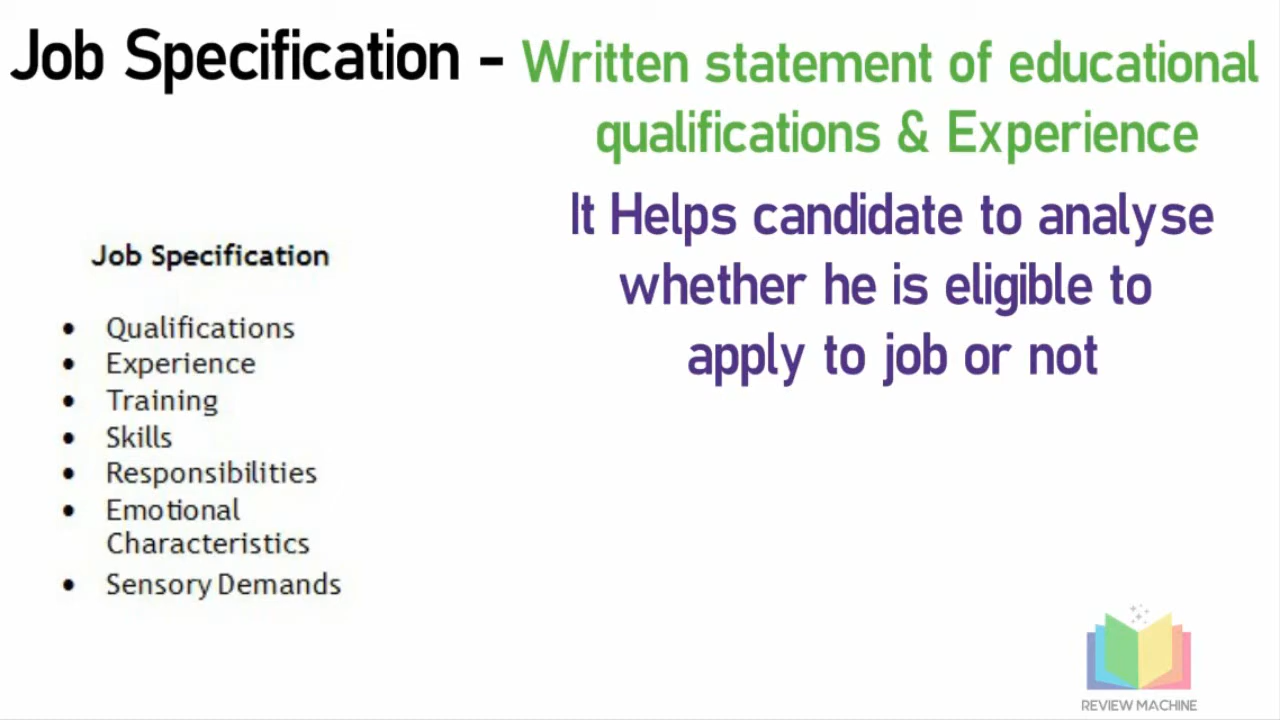 Job Specification - Written statement of educational
qualifications & Experience
It Helps candidate to analyse
whether he is eligible to
apply to job or not
Job Specification
• Qualifications
• Experience
• Training
• Skills
• Responsibilities
• Emotional
Characteristics
• Sensory Demands
REVIEW MACHINE